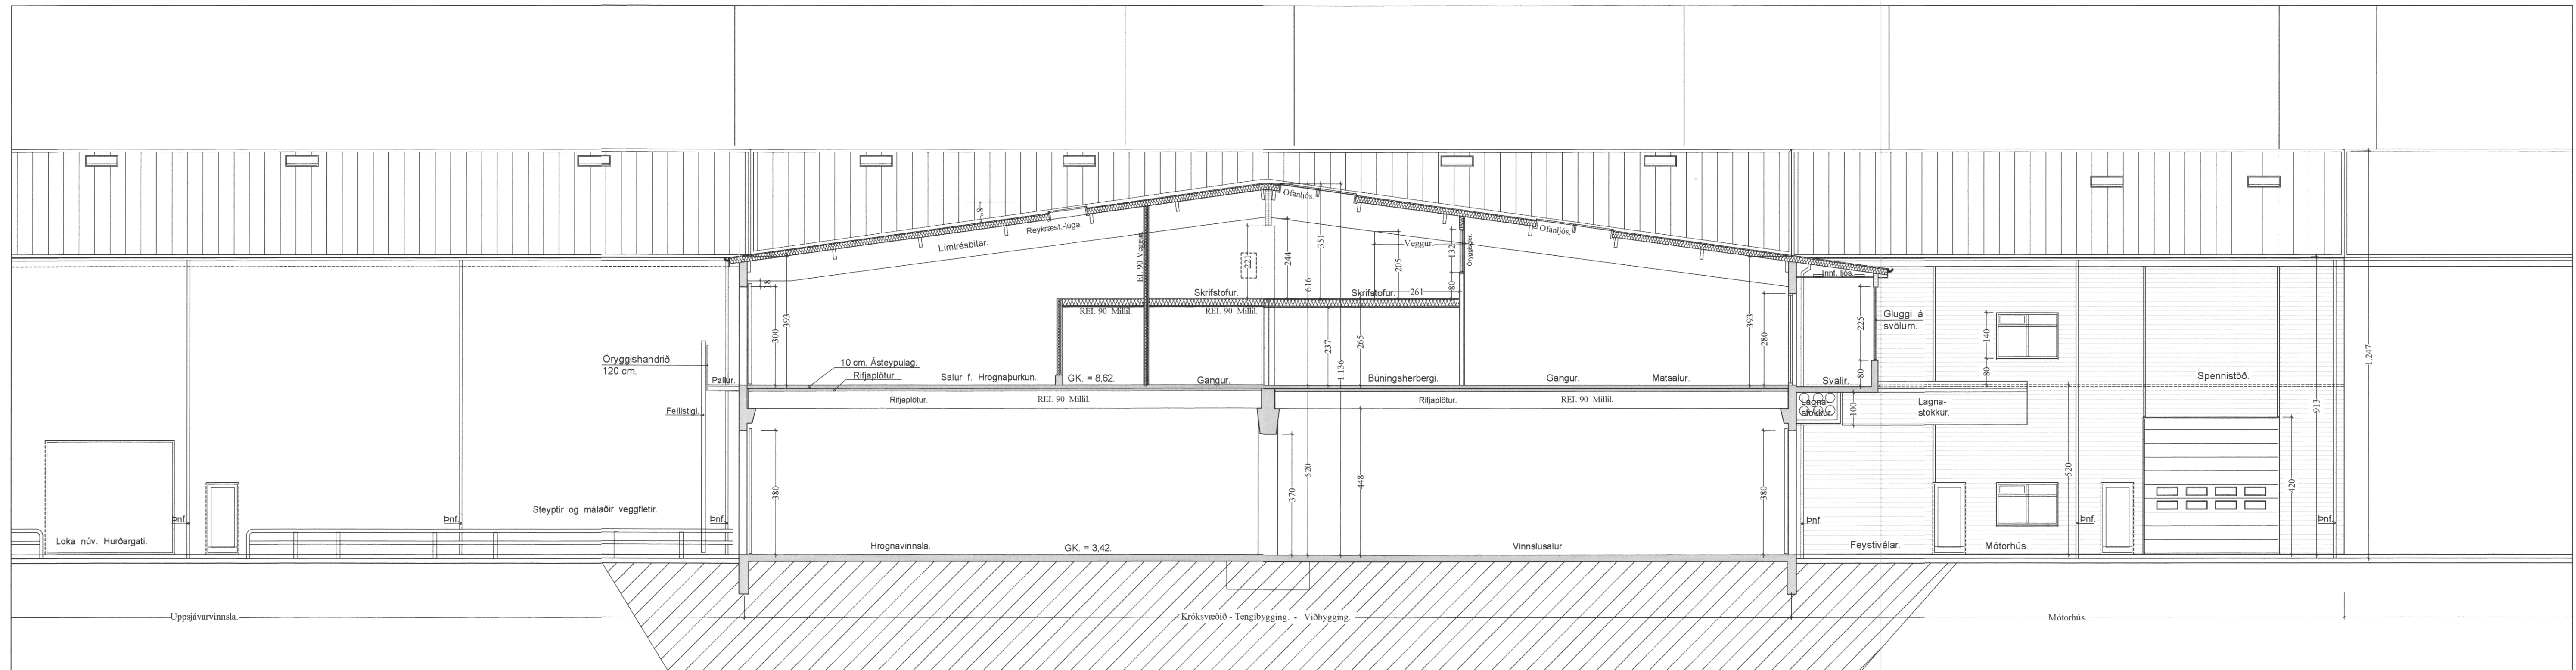 Ofanljós.
8°
Reykræst.-lúga.
Límtrésbitar.
Ofanljós.
EI. 90 Veggur.
Veggur.
Öryggisgler.
Innf. ljós.
18
300
393
221
244
616
351
205
132
80
261
393
280
225
80
140
80
1.247
913
Skrifstofur.
Skrifstofur.
REI. 90 Millil.
REI. 90 Millil.
237
1.136
265
Gluggi á
svölum.
Öryggishandrið.
120 cm.
Pallur.
10 cm. Ásteypulag.
Rifjaplötur.
Salur f. Hrognaþurkun.
GK. = 8,62.
Gangur.
Búningsherbergi.
Gangur.
Matsalur.
Svalir.
Spennistöð.
Rifjaplötur.
REI. 90 Millil.
Rifjaplötur.
REI. 90 Millil.
Lagna-
stokkur.
100
Lagna-
stokkur.
Fellistigi.
380
370
520
448
380
520
420
Steyptir og málaðir veggfletir.
Þnf.
Þnf.
Þnf.
Þnf.
Þnf.
Þnf.
Loka núv. Hurðargati.
Hrognavinnsla.
GK. = 3,42.
Vinnslusalur.
Feystivélar.
Mótorhús.
Uppsjávarvinnsla.
Króksvæðið - Tengibygging. - Viðbygging.
Mótorhús.